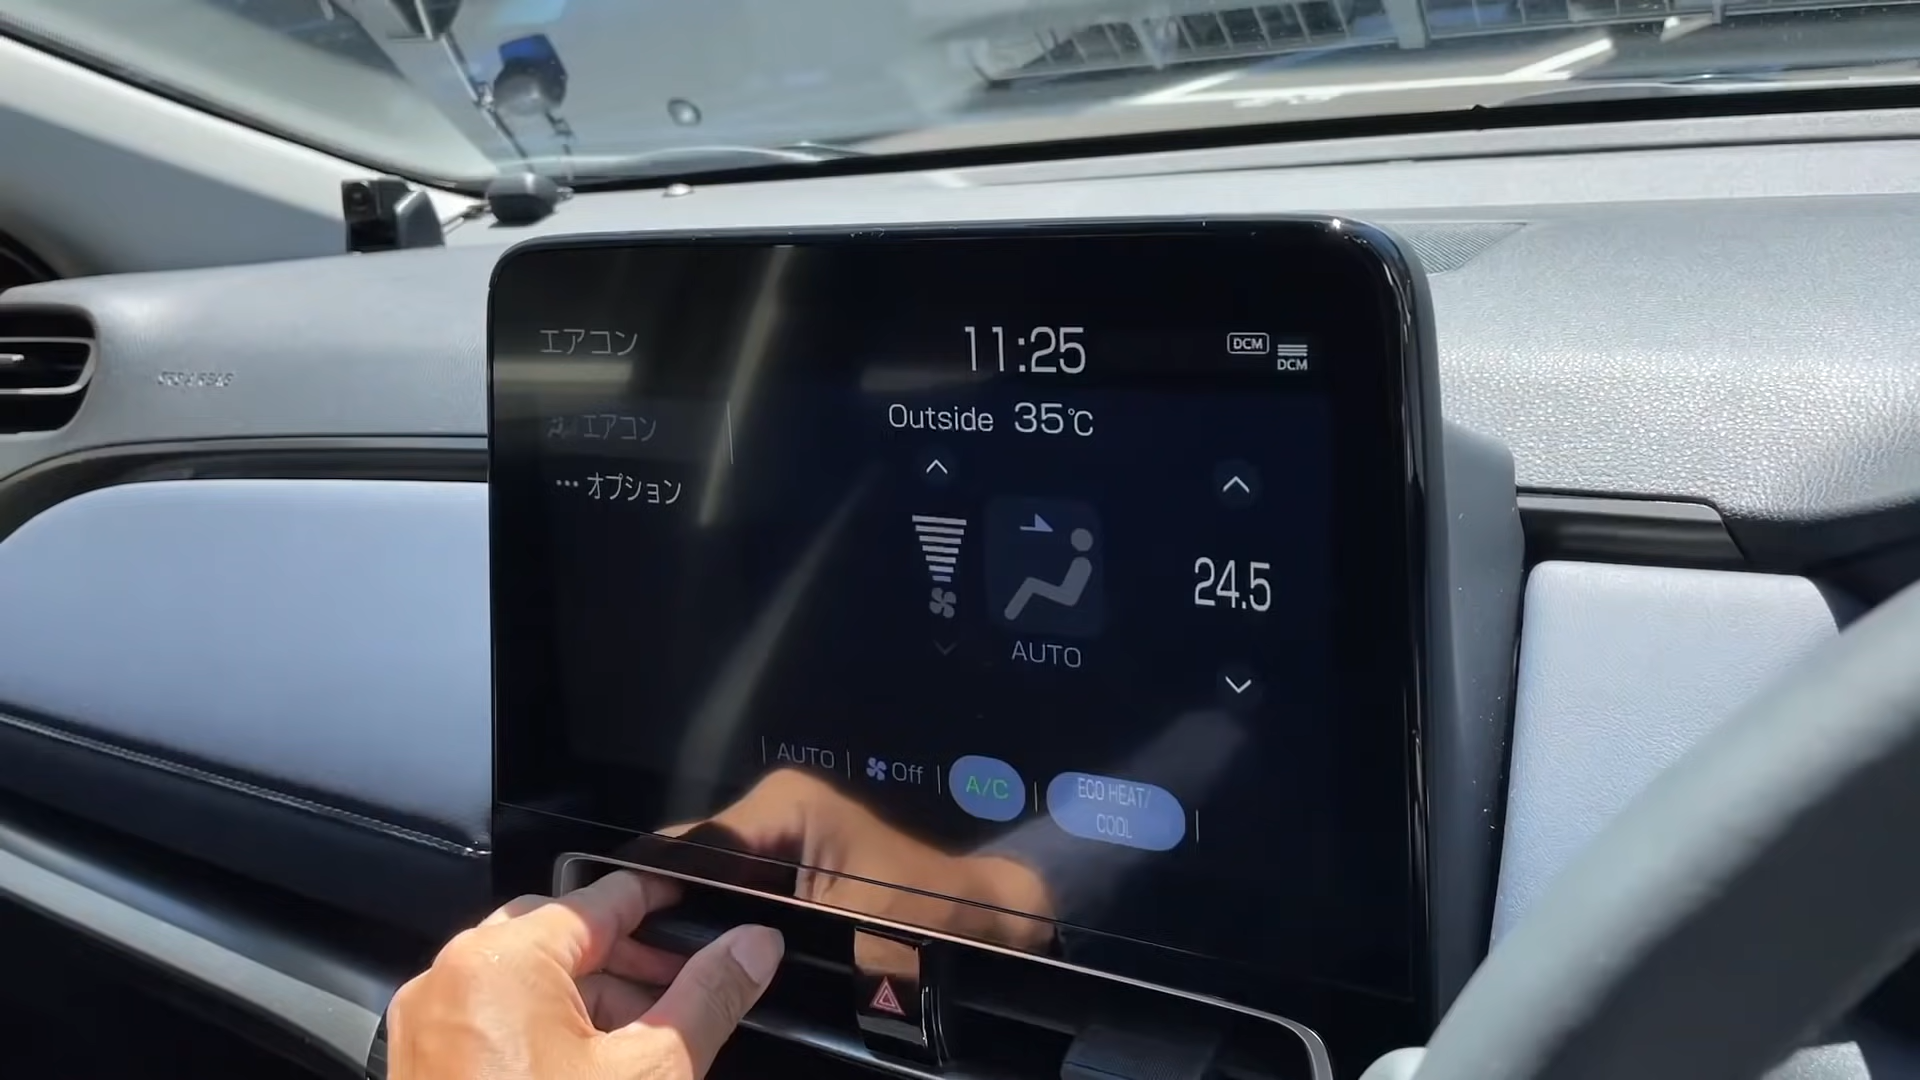 エアコン
11:25
DCM
DCM
Outside 35℃
エアコン
··· オプション
24.5
AUTO
AUTO
Off
A/C
ECO HEAT/
COOL